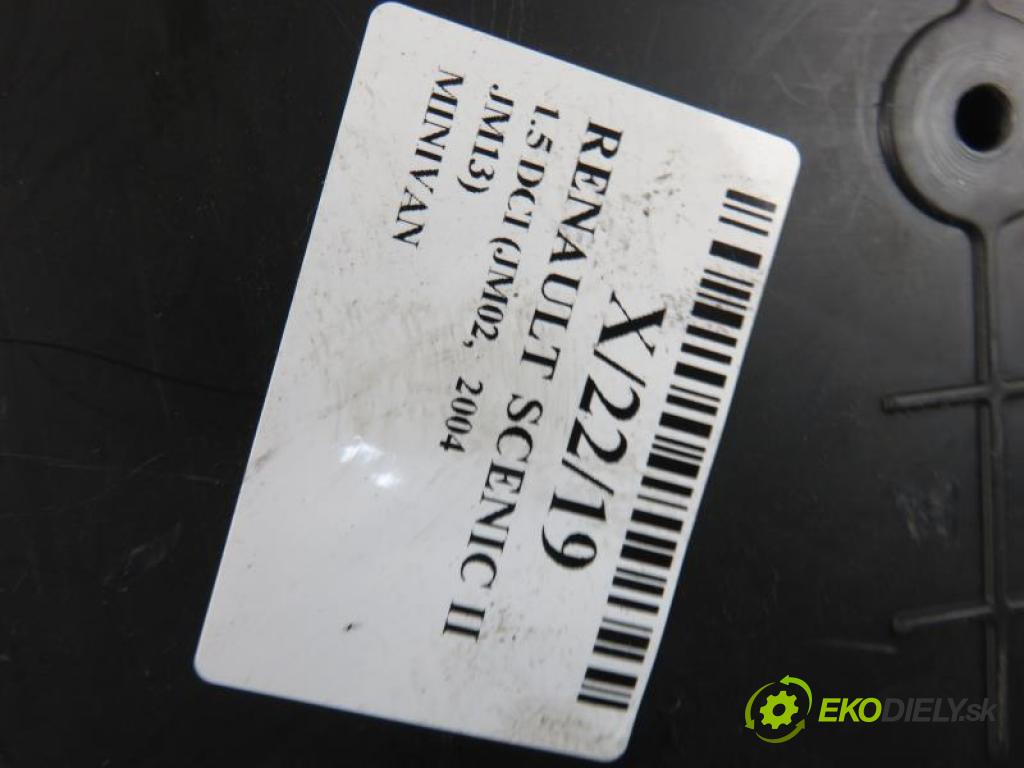 X/22/19
RENAULT SCENIC II
1.5 DCI (JM02, 2004
JM13)
MINIVAN
EKODIELY.sk